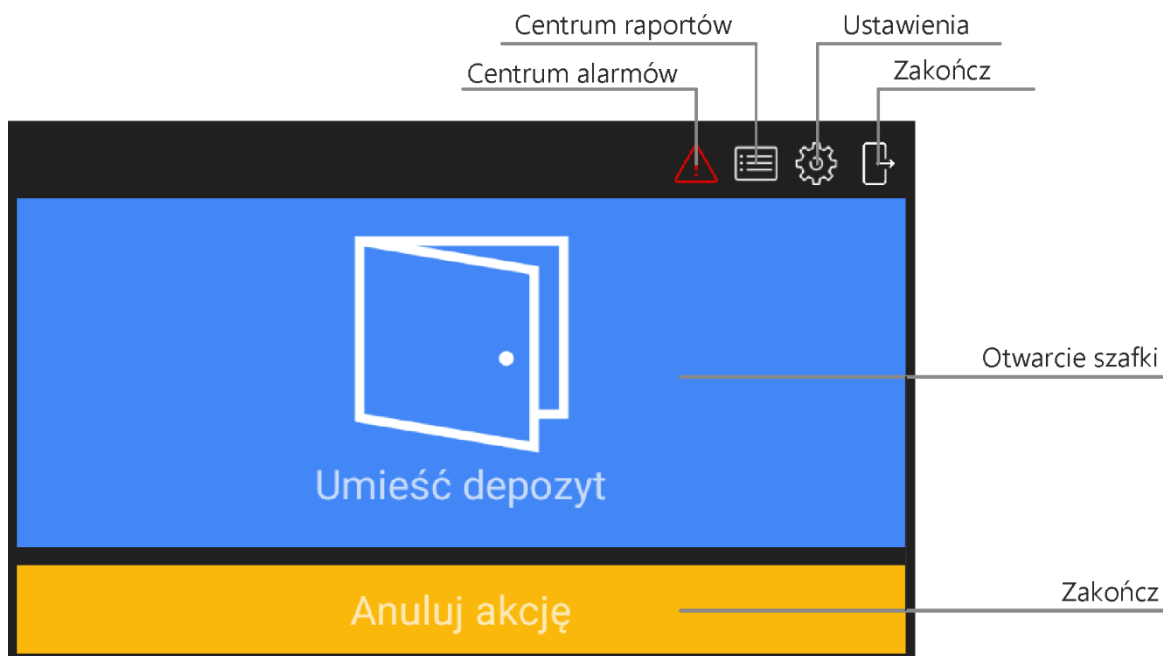 Centrum raportów
Ustawienia
Centrum alarmów
Zakończ
Otwarcie szafki
Umieść depozyt
Anuluj akcję
Zakończ